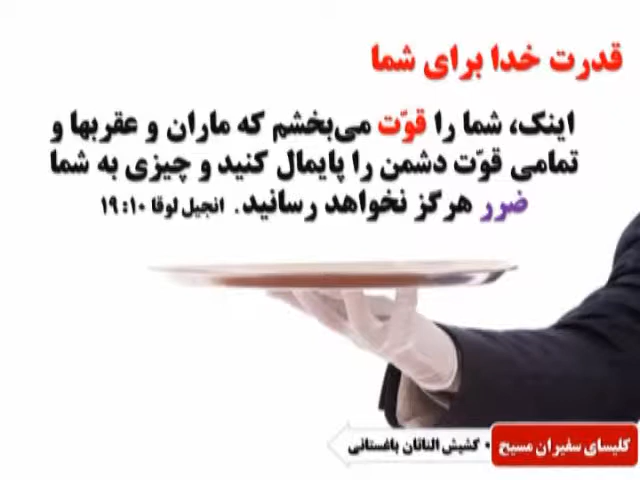 قدرت خدا برای شما
اینک، شما را قوّت می‌بخشم که ماران و عقربها و
تمامی قوّت دشمن را پایمال کنید و چیزی به شما
ضرر هرگز نخواهد رسانید. انجیل لوقا ۱۰: ۱۹
کلیسای سفیران مسیح • کشیش الناتان باغستانی